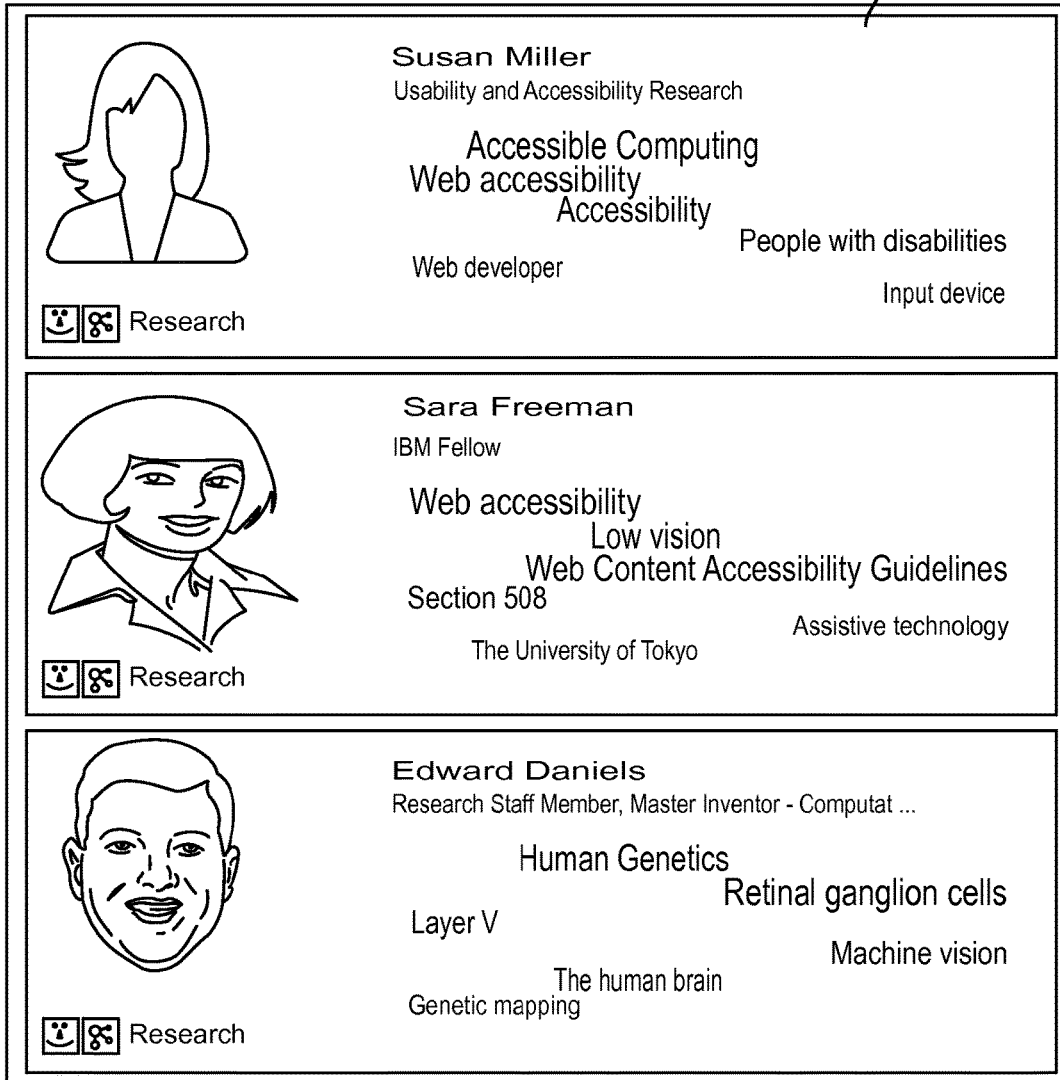 Susan Miller
Usability and Accessibility Research
Accessible Computing
Web accessibility
Accessibility
People with disabilities
Web developer
Input device
Research
Sara Freeman
IBM Fellow
Web accessibility
Low vision
Web Content Accessibility Guidelines
Section 508
Assistive technology
The University of Tokyo
Research
Edward Daniels
Research Staff Member, Master Inventor - Computat ...
Human Genetics
Retinal ganglion cells
Layer V
Machine vision
The human brain
Genetic mapping
Research